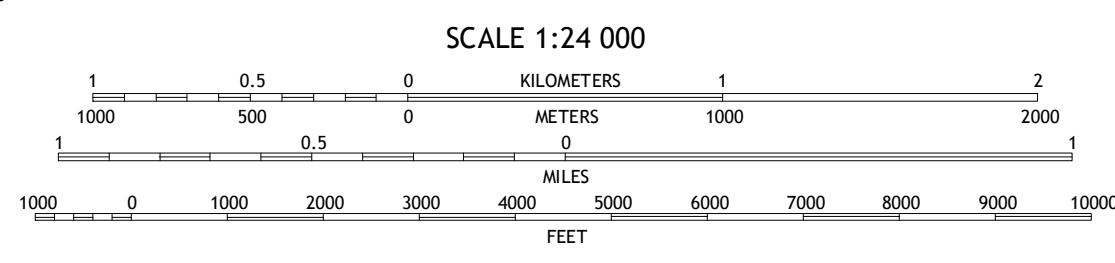 SCALE 1:24 000
1 0.5 0 KILOMETERS 1 2
1000 500 0 METERS 1000 2000
1 0.5 0 1
MILES
1000 0 1000 2000 3000 4000 5000 6000 7000 8000 9000 10000
FEET